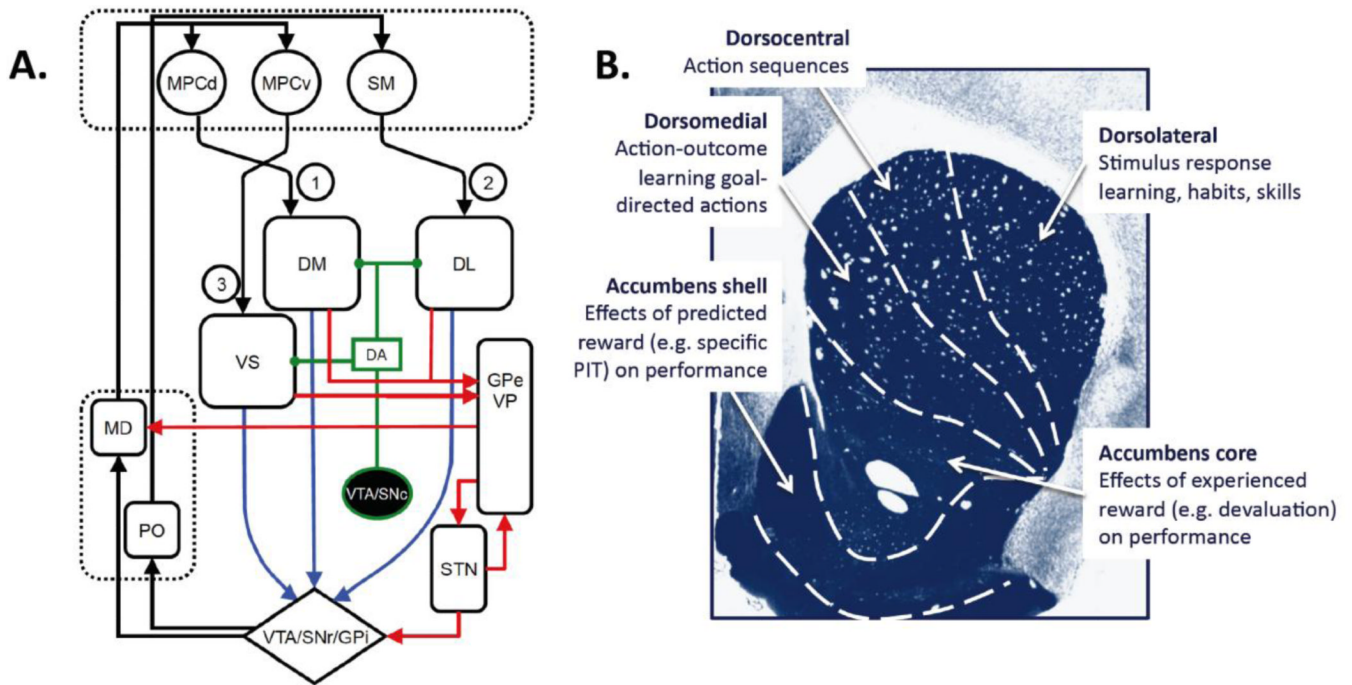 A.
MPCd
MPCv
SM
1
2
DM
DL
3
VS
DA
GPe
VP
MD
VTA/SNc
PO
STN
VTA/SNr/GPi
B.
Dorsocentral
Action sequences
Dorsomedial
Action-outcome
learning goal-
directed actions
Dorsolateral
Stimulus response
learning, habits, skills
Accumbens shell
Effects of predicted
reward (e.g. specific
PIT) on performance
Accumbens core
Effects of experienced
reward (e.g. devaluation)
on performance